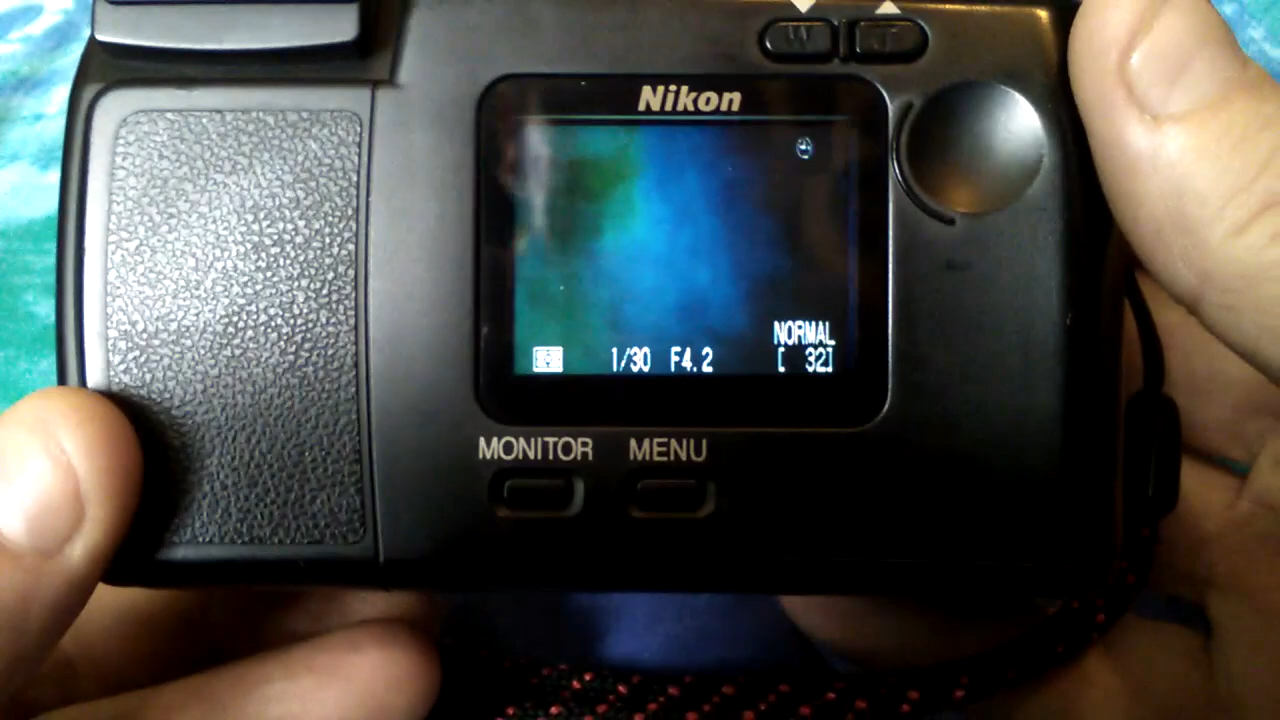 W T
Nikon
NORMAL
1/30 F4.2 [ 32]
MONITOR MENU